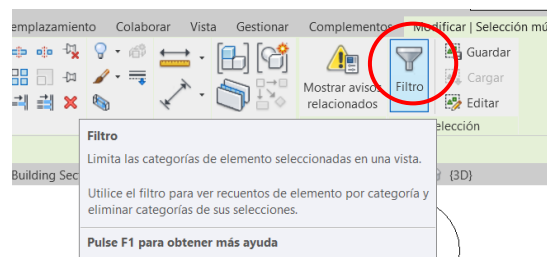 emplazamiento Colaborar Vista Gestionar Complementos Modificar | Selección mú
Guardar
Mostrar avisos Filtro Cargar
relacionados Editar
elección
Building Sec {3D}
Filtro
Limita las categorías de elemento seleccionadas en una vista.
Utilice el filtro para ver recuentos de elemento por categoría y
eliminar categorías de sus selecciones.
Pulse F1 para obtener más ayuda